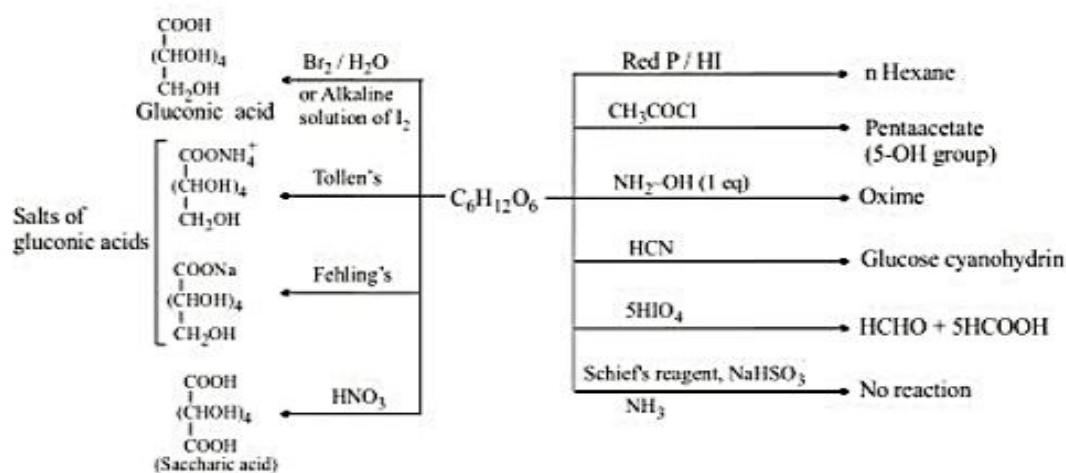 COOH
(CHOH)4
CH2OH
Gluconic acid
Br2 / H2O
or Alkaline
solution of I2
Salts of
gluconic acids
COONH4+
(CHOH)4
CH2OH
Tollen's
COONa
(CHOH)4
CH2OH
Fehling's
COOH
(CHOH)4
COOH
(Saccharic acid)
HNO3
C6H12O6
Red P / HI
n Hexane
CH3COCl
Pentaacetate
(5-OH group)
NH2–OH (1 eq)
Oxime
HCN
Glucose cyanohydrin
5HIO4
HCHO + 5HCOOH
Schief's reagent, NaHSO3
NH3
No reaction